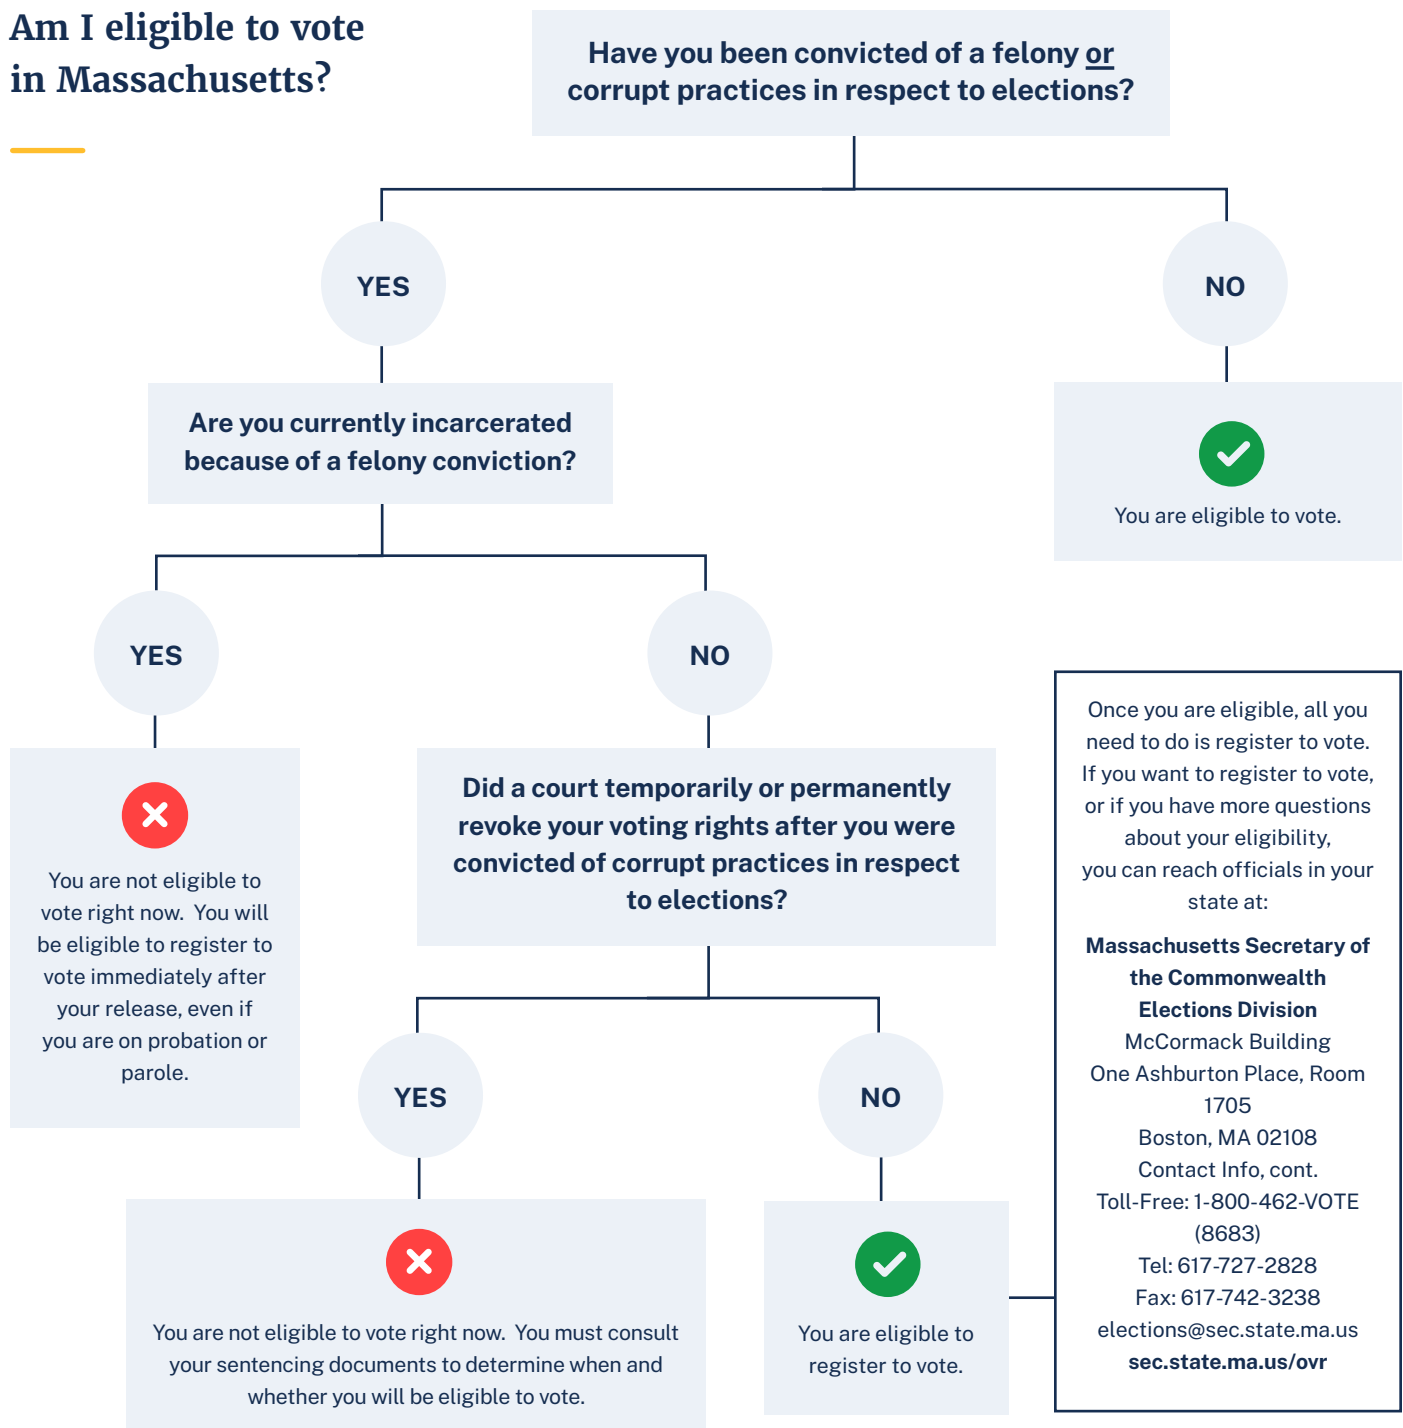 Am I eligible to vote
in Massachusetts?
Have you been convicted of a felony or
corrupt practices in respect to elections?
YES
NO
Are you currently incarcerated
because of a felony conviction?
You are eligible to vote.
YES
NO
You are not eligible to
vote right now.  You will
be eligible to register to
vote immediately after
your release, even if
you are on probation or
parole.
Did a court temporarily or permanently
revoke your voting rights after you were
convicted of corrupt practices in respect
to elections?
YES
NO
You are not eligible to vote right now.  You must consult
your sentencing documents to determine when and
whether you will be eligible to vote.
You are eligible to
register to vote.
Once you are eligible, all you
need to do is register to vote.
If you want to register to vote,
or if you have more questions
about your eligibility,
you can reach officials in your
state at:
Massachusetts Secretary of
the Commonwealth
Elections Division
McCormack Building
One Ashburton Place, Room
1705
Boston, MA 02108
Contact Info, cont.
Toll-Free: 1-800-462-VOTE
(8683)
Tel: 617-727-2828
Fax: 617-742-3238
elections@sec.state.ma.us
sec.state.ma.us/ovr